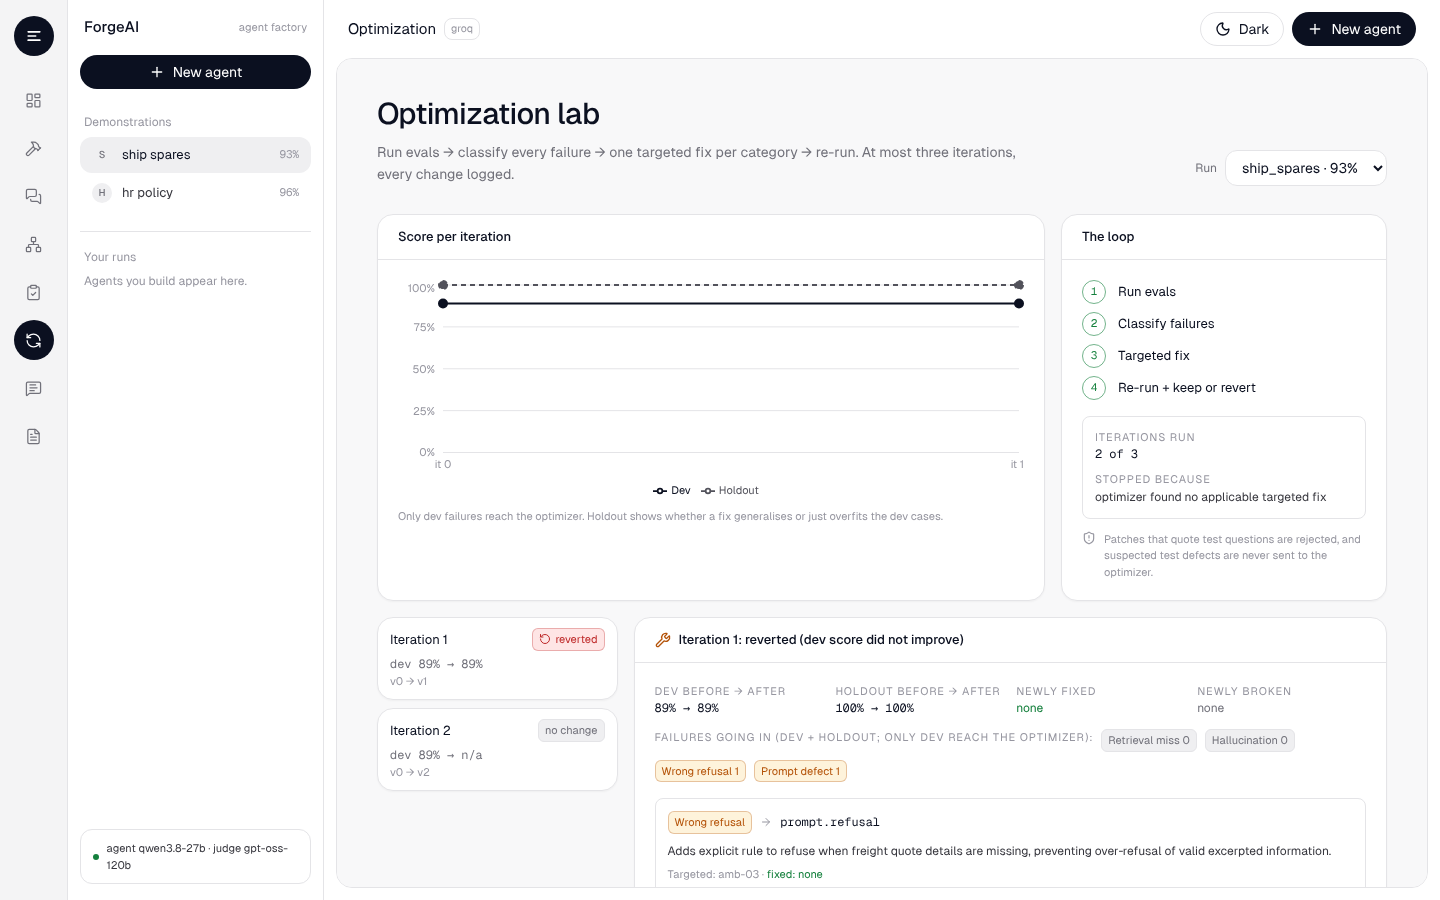 ForgeAI
agent factory
New agent
Demonstrations
S ship spares 93%
H hr policy 96%
Your runs
Agents you build appear here.
agent qwen3.8-27b · judge gpt-oss-
120b
Optimization groq
Dark
New agent
Optimization lab
Run evals → classify every failure → one targeted fix per category → re-run. At most three iterations,
every change logged.
Run
ship_spares · 93%
Score per iteration
100%
75%
50%
25%
0%
it 0
it 1
Dev
Holdout
Only dev failures reach the optimizer. Holdout shows whether a fix generalises or just overfits the dev cases.
The loop
1 Run evals
2 Classify failures
3 Targeted fix
4 Re-run + keep or revert
ITERATIONS RUN
2 of 3
STOPPED BECAUSE
optimizer found no applicable targeted fix
Patches that quote test questions are rejected, and
suspected test defects are never sent to the
optimizer.
Iteration 1 reverted
dev 89% → 89%
v0 → v1
Iteration 2 no change
dev 89% → n/a
v0 → v2
Iteration 1: reverted (dev score did not improve)
DEV BEFORE → AFTER
89% → 89%
HOLDOUT BEFORE → AFTER
100% → 100%
NEWLY FIXED
none
NEWLY BROKEN
none
FAILURES GOING IN (DEV + HOLDOUT; ONLY DEV REACH THE OPTIMIZER): Retrieval miss 0 Hallucination 0
Wrong refusal 1 Prompt defect 1
Wrong refusal → prompt.refusal
Adds explicit rule to refuse when freight quote details are missing, preventing over-refusal of valid excerpted information.
Targeted: amb-03 · fixed: none